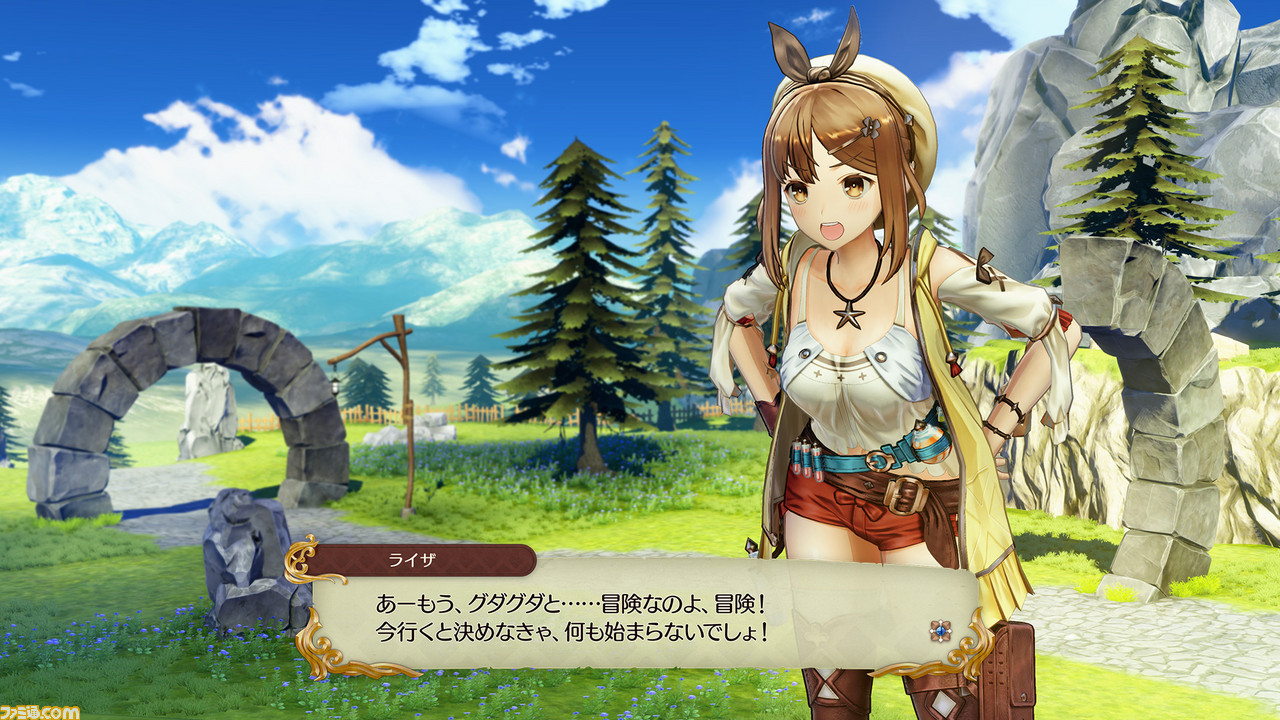 ライザ
あーもう、グダグダと……冒険なのよ、冒険！
今行くと決めなきゃ、何も始まらないでしょ！
ファミ通.com